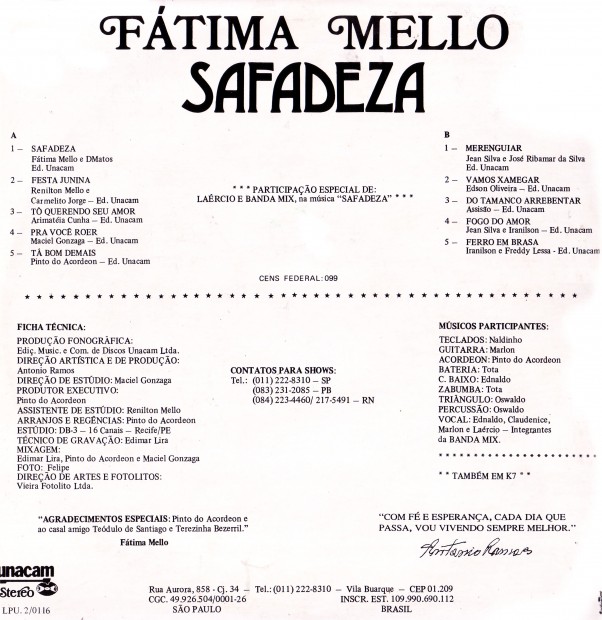 FÁTIMA MELLO
SAFADEZA
A
1 — SAFADEZA
Fátima Mello e DMatos
Ed. Unacam
2 — FESTA JUNINA
Renilton Mello e
Carmelito Jorge — Ed. Unacam
3 — TÔ QUERENDO SEU AMOR
Arimatéia Cunha — Ed. Unacam
4 — PRA VOCÊ ROER
Maciel Gonzaga — Ed. Unacam
5 — TÁ BOM DEMAIS
Pinto do Acordeon — Ed. Unacam
* * * PARTICIPAÇÃO ESPECIAL DE:
LAÉRCIO E BANDA MIX, na música “SAFADEZA” * * *
B
1 — MERENGUIAR
Jean Silva e José Ribamar da Silva
Ed. Unacam
2 — VAMOS XAMEGAR
Edson Oliveira — Ed. Unacam
3 — DO TAMANCO ARREBENTAR
Assisão — Ed. Unacam
4 — FOGO DO AMOR
Jean Silva e Iranilson — Ed. Unacam
5 — FERRO EM BRASA
Iranilson e Freddy Lessa - Ed. Unacam
CENS FEDERAL: 099
* * * * * * * * * * * * * * * * * * * * * * * * * * * * * * * * * * * * * * * * * * *
FICHA TÉCNICA:
PRODUÇÃO FONOGRÀFICA:
Ediç. Music. e Com. de Discos Unacam Ltda.
DIREÇÃO ARTÍSTICA E DE PRODUÇÃO:
Antonio Ramos
DIREÇÃO DE ESTÚDIO: Maciel Gonzaga
PRODUTOR EXECUTIVO:
Pinto do Acordeon
ASSISTENTE DE ESTÚDIO: Renilton Mello
ARRANJOS E REGÊNCIAS: Pinto do Acordeon
ESTÚDIO: DB-3 — 16 Canais — Recife/PE
TÉCNICO DE GRAVAÇÃO: Edimar Lira
MIXAGEM:
Edimar Lira, Pinto do Acordeon e Maciel Gonzaga
FOTO: Felipe
DIREÇÃO DE ARTES E FOTOLITOS:
Vieira Fotolito Ltda.
CONTATOS PARA SHOWS:
Tel.: (011) 222-8310 — SP
(083) 231-2085 — PB
(084) 223-4460/ 217-5491 — RN
MÚSICOS PARTICIPANTES:
TECLADOS: Naldinho
GUITARRA: Marlon
ACORDEON: Pinto do Acordeon
BATERIA: Tota
C. BAIXO: Ednaldo
ZABUMBA: Tota
TRIÂNGULO: Oswaldo
PERCUSSÃO: Oswaldo
VOCAL: Ednaldo, Claudenice,
Marlon e Laércio — Integrantes
da BANDA MIX.
* * * * * * * * * * * * * * * * * * *
* * TAMBÉM EM K7 * *
“AGRADECIMENTOS ESPECIAIS: Pinto do Acordeon e
ao casal amigo Teódulo de Santiago e Terezinha Bezerril.”
Fátima Mello
“COM FÉ E ESPERANÇA, CADA DIA QUE
PASSA, VOU VIVENDO SEMPRE MELHOR.”
Antonio Ramos
unacam
Stereo
LPU. 2/0116
Rua Aurora, 858 - Cj. 34 — Tel.: (011) 222-8310 — Vila Buarque — CEP 01.209
CGC. 49.926.504/0001-26 INSCR. EST. 109.990.690.112
SÃO PAULO BRASIL